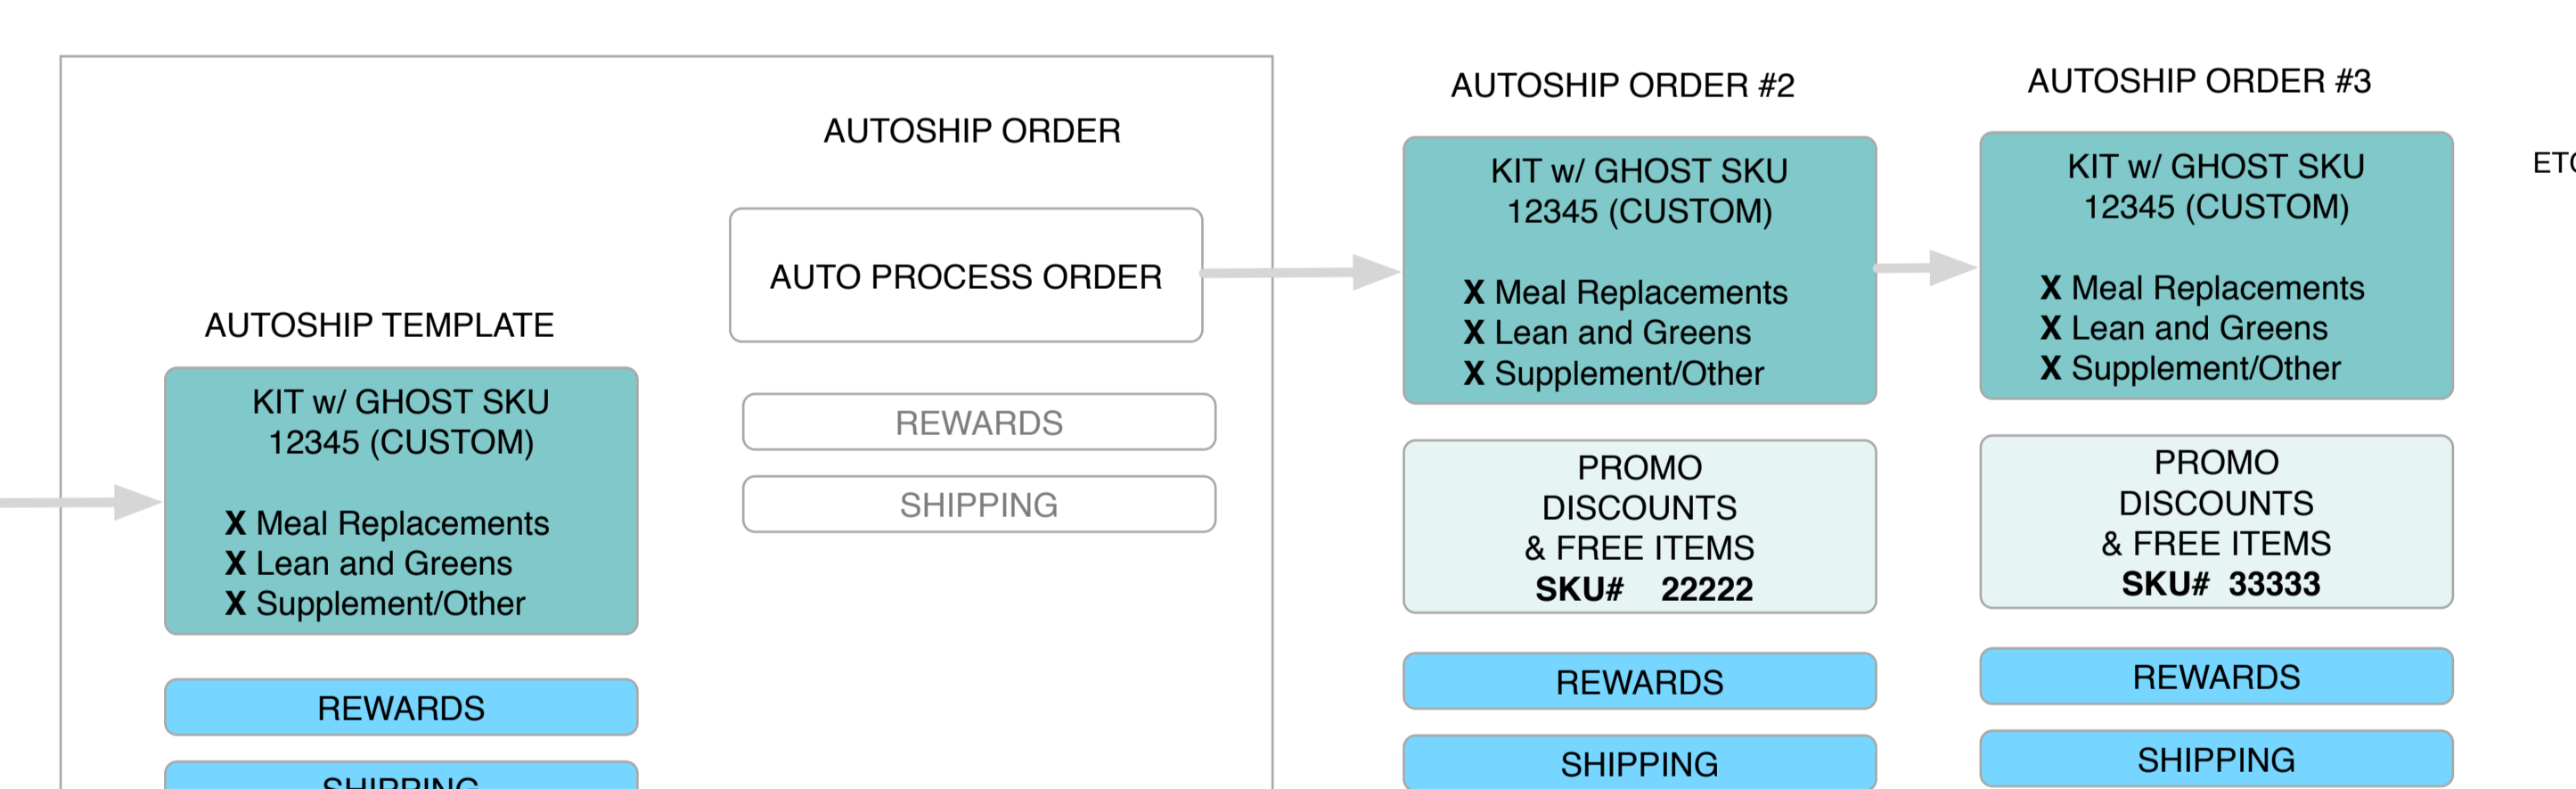 AUTOSHIP TEMPLATE
KIT w/ GHOST SKU
12345 (CUSTOM)
X Meal Replacements
X Lean and Greens
X Supplement/Other
REWARDS
SHIPPING
AUTOSHIP ORDER
AUTO PROCESS ORDER
REWARDS
SHIPPING
AUTOSHIP ORDER #2
KIT w/ GHOST SKU
12345 (CUSTOM)
X Meal Replacements
X Lean and Greens
X Supplement/Other
PROMO
DISCOUNTS
& FREE ITEMS
SKU# 22222
REWARDS
SHIPPING
AUTOSHIP ORDER #3
KIT w/ GHOST SKU
12345 (CUSTOM)
X Meal Replacements
X Lean and Greens
X Supplement/Other
PROMO
DISCOUNTS
& FREE ITEMS
SKU# 33333
REWARDS
SHIPPING